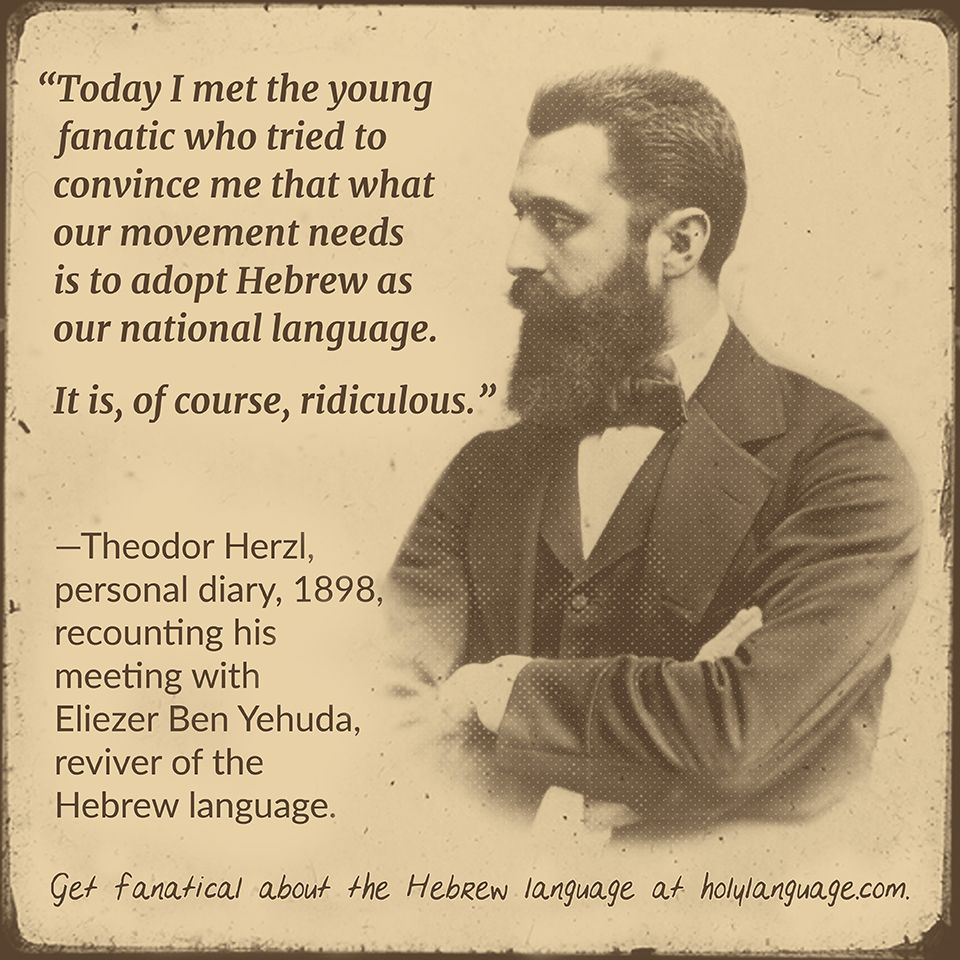 “Today I met the young
fanatic who tried to
convince me that what
our movement needs
is to adopt Hebrew as
our national language.
It is, of course, ridiculous.”
—Theodor Herzl,
personal diary, 1898,
recounting his
meeting with
Eliezer Ben Yehuda,
reviver of the
Hebrew language.
Get fanatical about the Hebrew language at holylanguage.com.